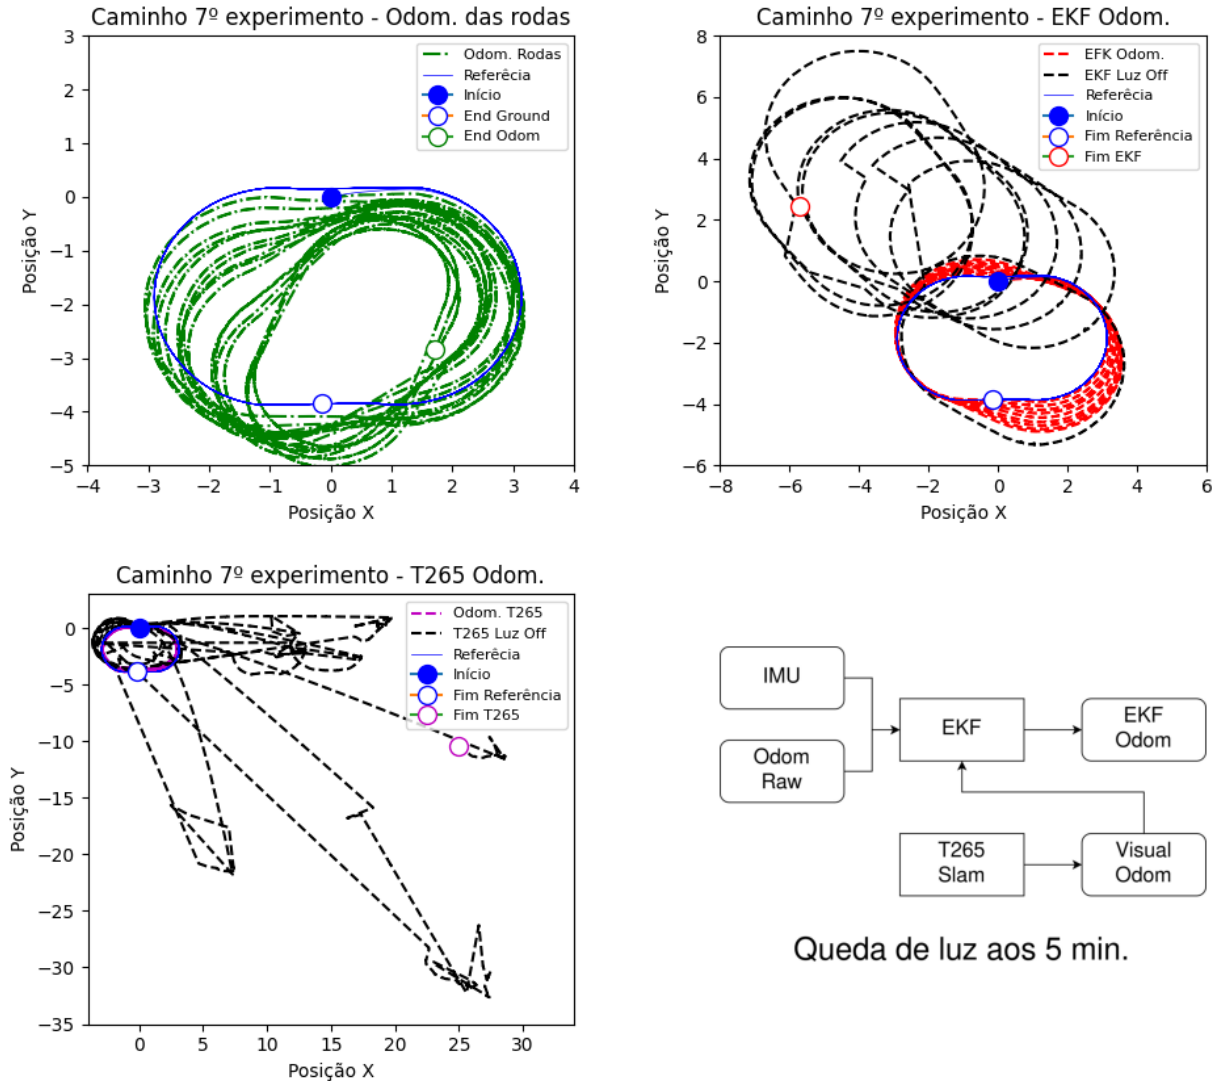 Caminho 7º experimento - Odom. das rodas
3
2
1
0
−1
−2
−3
−4
−5
−4
−3
−2
−1
0
1
2
3
4
Posição Y
Posição X
Odom. Rodas
Referêcia
Início
End Ground
End Odom
Caminho 7º experimento - EKF Odom.
8
6
4
2
0
−2
−4
−6
−8
−6
−4
−2
0
2
4
6
Posição Y
Posição X
EFK Odom.
EKF Luz Off
Referêcia
Início
Fim Referência
Fim EKF
Caminho 7º experimento - T265 Odom.
0
−5
−10
−15
−20
−25
−30
−35
0
5
10
15
20
25
30
Posição Y
Posição X
Odom. T265
T265 Luz Off
Referêcia
Início
Fim Referência
Fim T265
IMU
Odom
Raw
EKF
EKF
Odom
T265
Slam
Visual
Odom
Queda de luz aos 5 min.